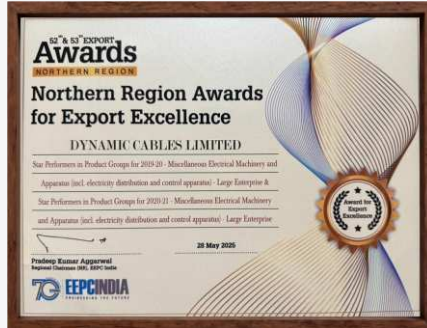 52nd & 53rd EXPORT
Awards
NORTHERN REGION
Northern Region Awards
for Export Excellence
DYNAMIC CABLES LIMITED
Star Performers in Product Groups for 2019-20 - Miscellaneous Electrical Machinery and
Apparatus (incl. electricity distribution and control apparatus) - Large Enterprise &
Star Performers in Product Groups for 2020-21 - Miscellaneous Electrical Machinery
and Apparatus (incl. electricity distribution and control apparatus) - Large Enterprise
Award for
Export
Excellence
28 May 2025
Pradeep Kumar Aggarwal
Regional Chairman (NR), EEPC India
70 EEPCINDIA
ENGINEERING THE FUTURE